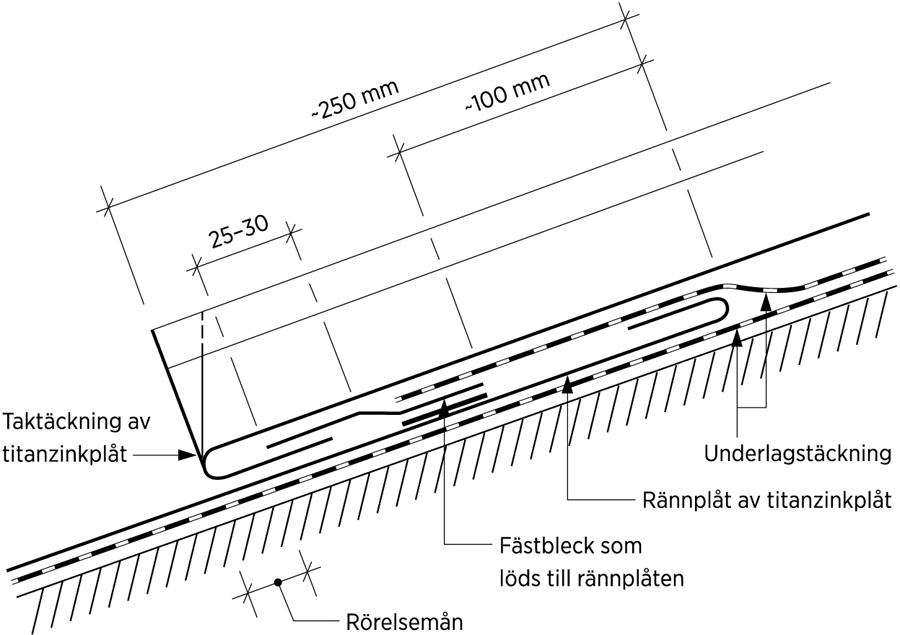 ~250 mm
~100 mm
25–30
Taktäckning av
titanzinkplåt
Underlagstäckning
Rännplåt av titanzinkplåt
Fästbleck som
löds till rännplåten
Rörelsemån